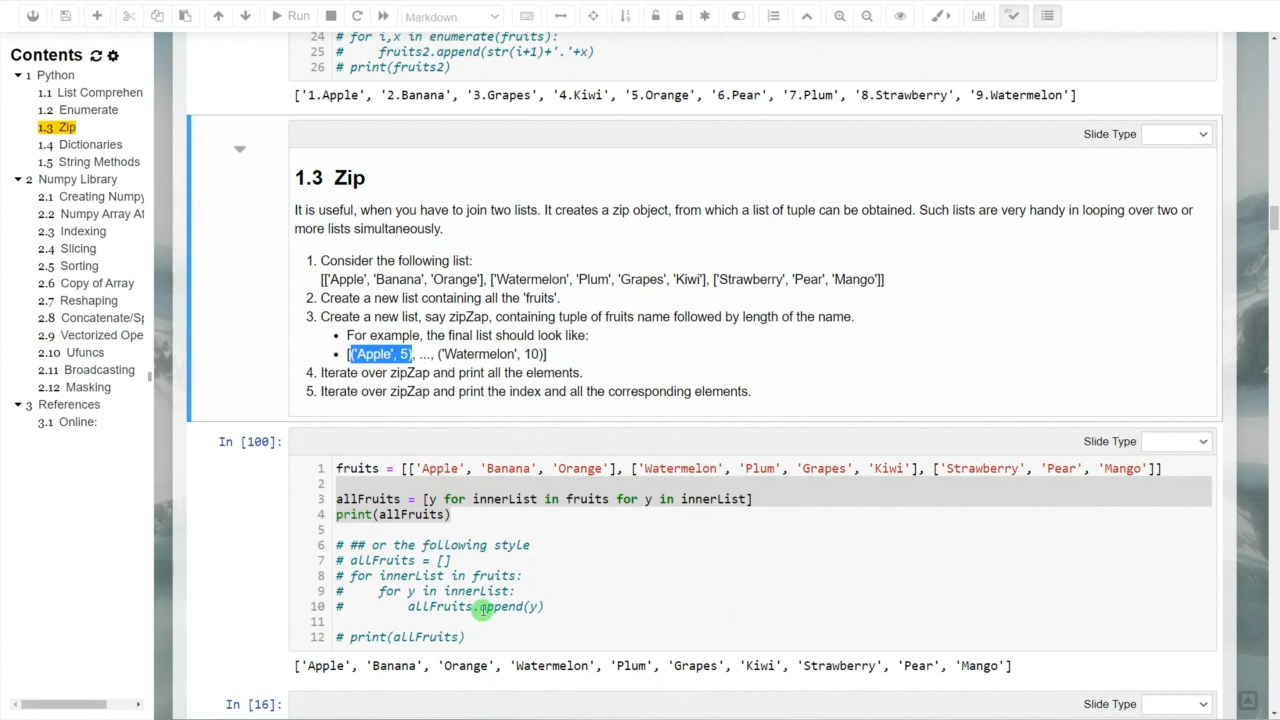 Run
Markdown
Contents
1 Python
1.1 List Comprehen
1.2 Enumerate
1.3 Zip
1.4 Dictionaries
1.5 String Methods
2 Numpy Library
2.1 Creating Numpy
2.2 Numpy Array At
2.3 Indexing
2.4 Slicing
2.5 Sorting
2.6 Copy of Array
2.7 Reshaping
2.8 Concatenate/Sp
2.9 Vectorized Ope
2.10 Ufuncs
2.11 Broadcasting
2.12 Masking
3 References
3.1 Online:
24 # for i,x in enumerate(fruits):
25 #     fruits2.append(str(i+1)+'.'+x)
26 # print(fruits2)
['1.Apple', '2.Banana', '3.Grapes', '4.Kiwi', '5.Orange', '6.Pear', '7.Plum', '8.Strawberry', '9.Watermelon']
Slide Type
1.3 Zip
It is useful, when you have to join two lists. It creates a zip object, from which a list of tuple can be obtained. Such lists are very handy in looping over two or
more lists simultaneously.
1. Consider the following list:
[['Apple', 'Banana', 'Orange'], ['Watermelon', 'Plum', 'Grapes', 'Kiwi'], ['Strawberry', 'Pear', 'Mango']]
2. Create a new list containing all the 'fruits'.
3. Create a new list, say zipZap, containing tuple of fruits name followed by length of the name.
• For example, the final list should look like:
• [('Apple', 5), ..., ('Watermelon', 10)]
4. Iterate over zipZap and print all the elements.
5. Iterate over zipZap and print the index and all the corresponding elements.
In [100]:
Slide Type
1 fruits = [['Apple', 'Banana', 'Orange'], ['Watermelon', 'Plum', 'Grapes', 'Kiwi'], ['Strawberry', 'Pear', 'Mango']]
2
3 allFruits = [y for innerList in fruits for y in innerList]
4 print(allFruits)
5
6 # ## or the following style
7 # allFruits = []
8 # for innerList in fruits:
9 #     for y in innerList:
10 #         allFruits.append(y)
11
12 # print(allFruits)
['Apple', 'Banana', 'Orange', 'Watermelon', 'Plum', 'Grapes', 'Kiwi', 'Strawberry', 'Pear', 'Mango']
In [16]:
Slide Type